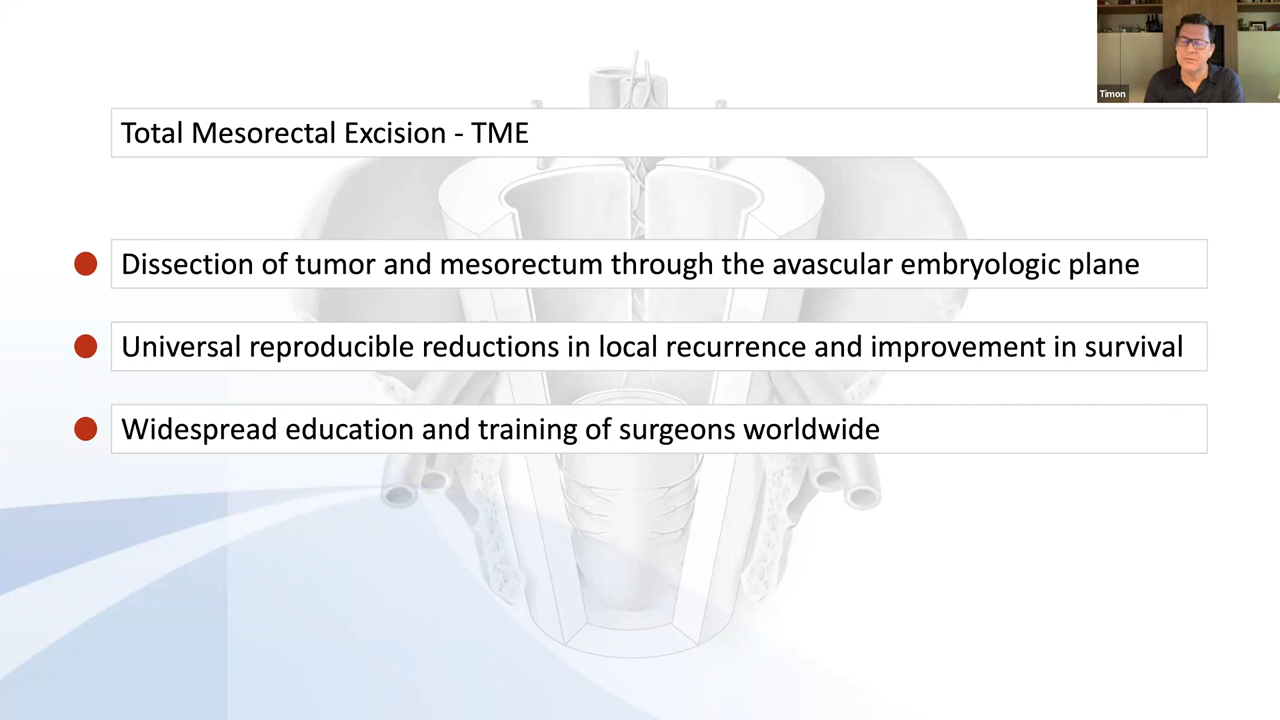 Timon
Total Mesorectal Excision - TME
Dissection of tumor and mesorectum through the avascular embryologic plane
Universal reproducible reductions in local recurrence and improvement in survival
Widespread education and training of surgeons worldwide